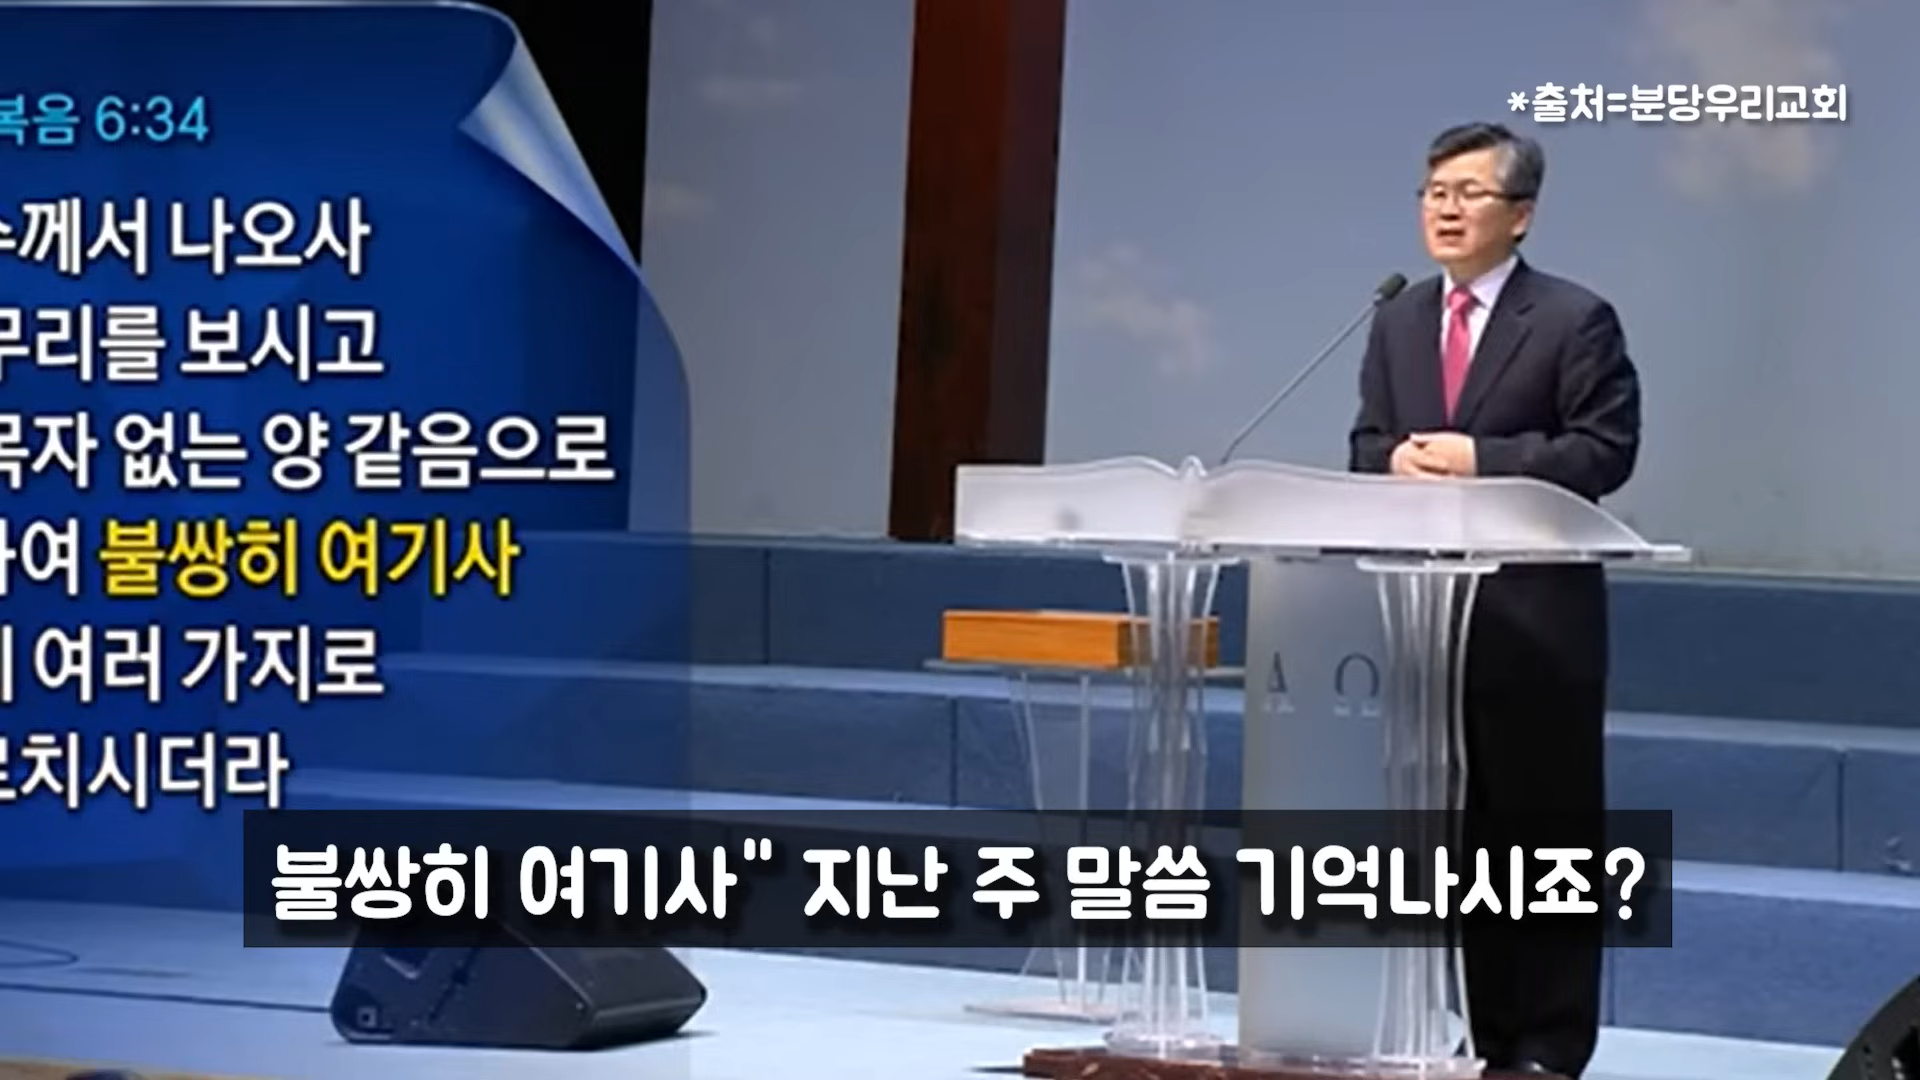 *출처=분당우리교회
복음 6:34
께서 나오사
무리를 보시고
목자 없는 양 같음으로
여 불쌍히 여기사
여러 가지로
치시더라
Α Ω
불쌍히 여기사" 지난 주 말씀 기억나시죠?